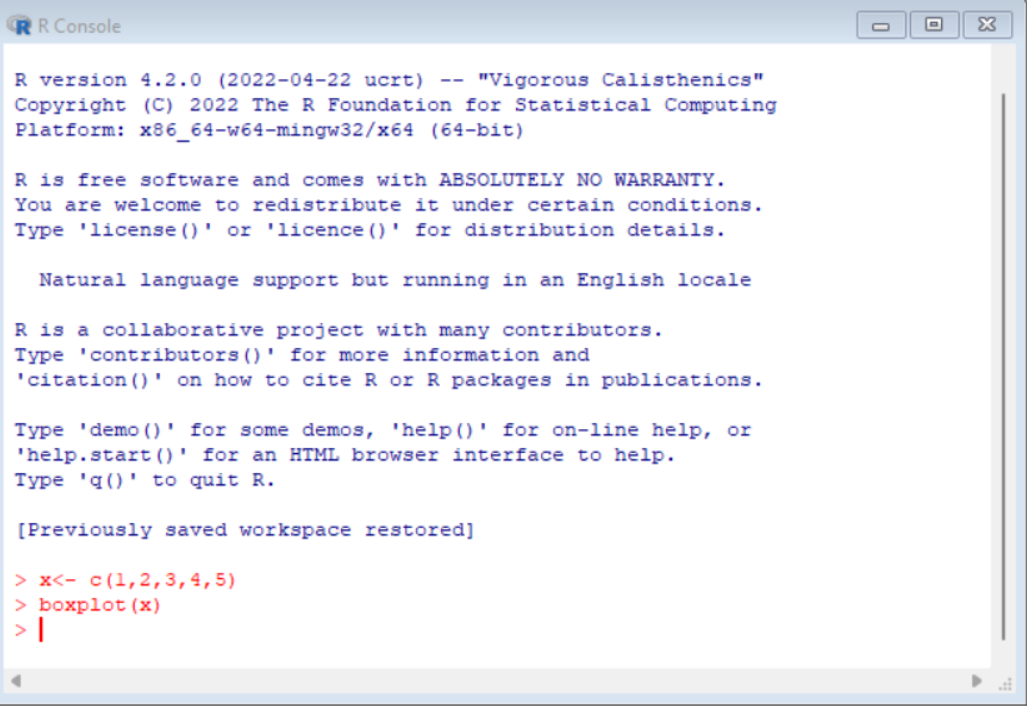 R Console
R version 4.2.0 (2022-04-22 ucrt) -- "Vigorous Calisthenics"
Copyright (C) 2022 The R Foundation for Statistical Computing
Platform: x86_64-w64-mingw32/x64 (64-bit)
R is free software and comes with ABSOLUTELY NO WARRANTY.
You are welcome to redistribute it under certain conditions.
Type 'license()' or 'licence()' for distribution details.
Natural language support but running in an English locale
R is a collaborative project with many contributors.
Type 'contributors()' for more information and
'citation()' on how to cite R or R packages in publications.
Type 'demo()' for some demos, 'help()' for on-line help, or
'help.start()' for an HTML browser interface to help.
Type 'q()' to quit R.
[Previously saved workspace restored]
> x<- c(1,2,3,4,5)
> boxplot(x)
>